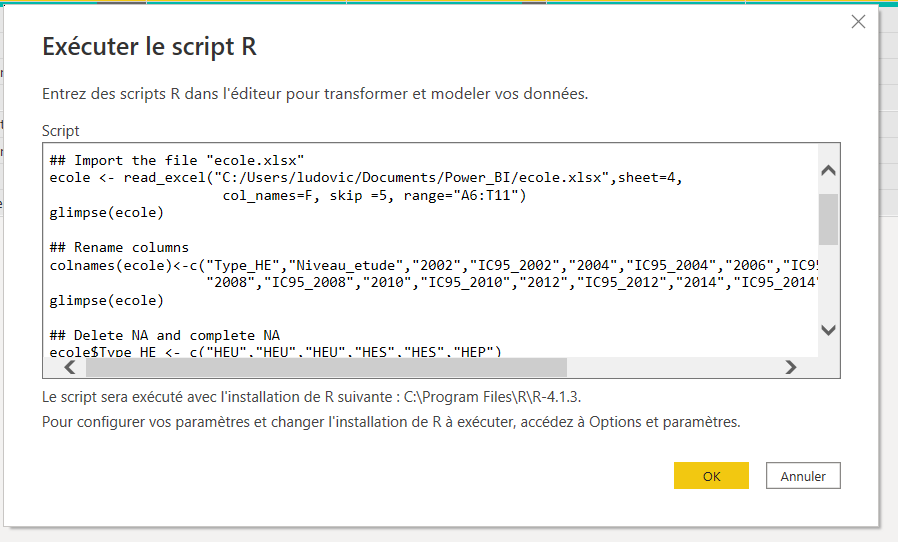 Exécuter le script R
Entrez des scripts R dans l'éditeur pour transformer et modeler vos données.
Script
## Import the file "ecole.xlsx"
ecole <- read_excel("C:/Users/ludovic/Documents/Power_BI/ecole.xlsx",sheet=4,
col_names=F, skip =5, range="A6:T11")
glimpse(ecole)
## Rename columns
colnames(ecole)<-c("Type_HE","Niveau_etude","2002","IC95_2002","2004","IC95_2004","2006","IC95
"2008","IC95_2008","2010","IC95_2010","2012","IC95_2012","2014","IC95_2014"
glimpse(ecole)
## Delete NA and complete NA
ecole$Type_HE <- c("HEU","HEU","HEU","HES","HES","HEP")
Le script sera exécuté avec l'installation de R suivante : C:\Program Files\R\R-4.1.3.
Pour configurer vos paramètres et changer l'installation de R à exécuter, accédez à Options et paramètres.
OK
Annuler